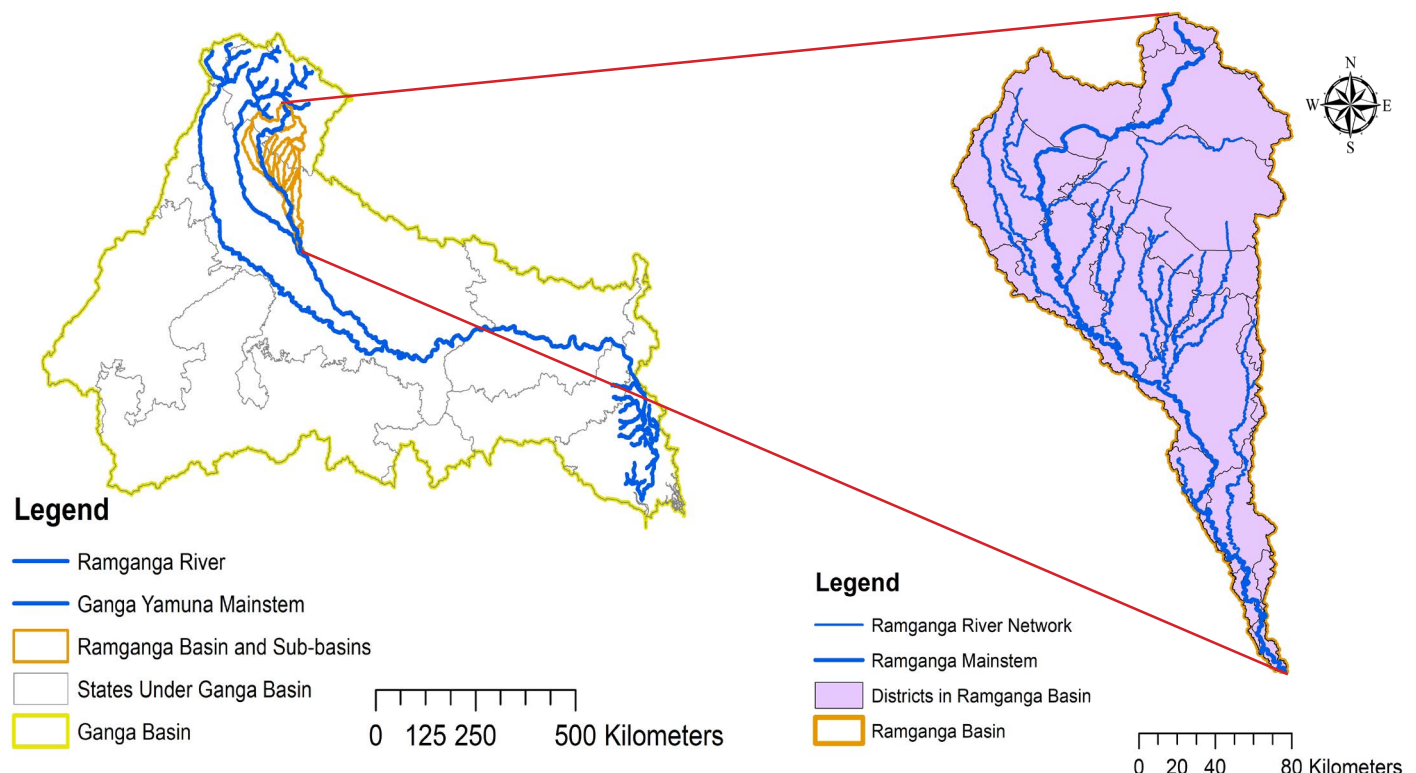 N
W E
S
Legend
Ramganga River
Ganga Yamuna Mainstem
Ramganga Basin and Sub-basins
States Under Ganga Basin
Ganga Basin
0 125 250 500 Kilometers
Legend
Ramganga River Network
Ramganga Mainstem
Districts in Ramganga Basin
Ramganga Basin
0 20 40 80 Kilometers